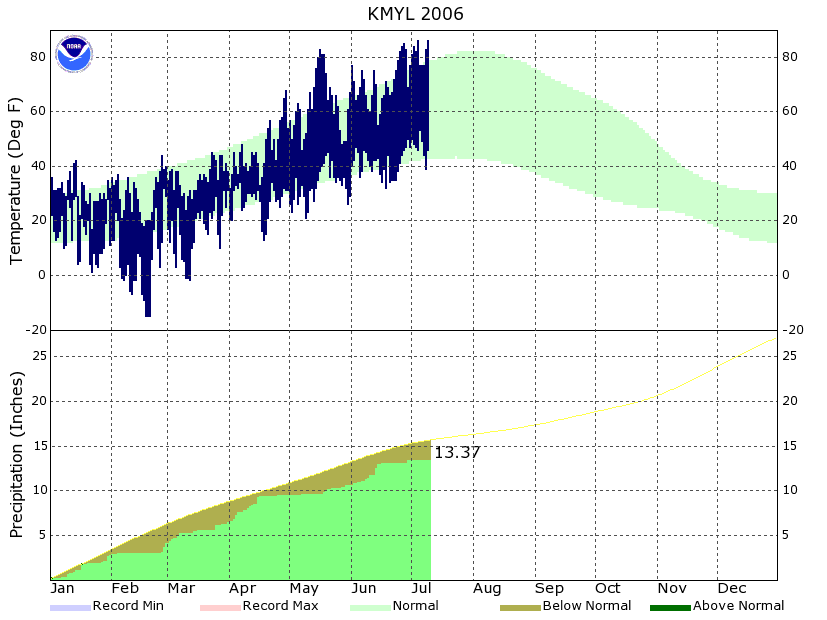 KMYL 2006
NOAA
Temperature (Deg F)
80 80
60 60
40 40
20 20
0 0
-20 -20
Precipitation (Inches)
25 25
20 20
15 15
13.37
10 10
5 5
Jan Feb Mar Apr May Jun Jul Aug Sep Oct Nov Dec
Record Min Record Max Normal Below Normal Above Normal